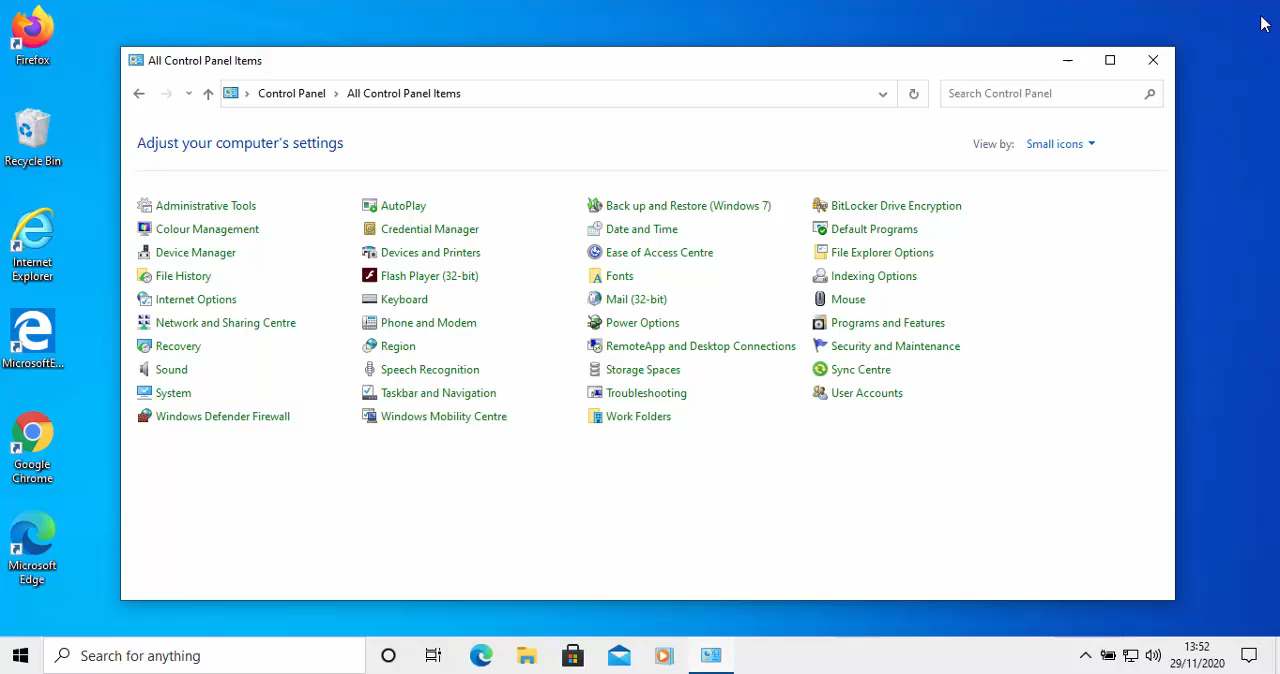 Firefox
Recycle Bin
Internet
Explorer
MicrosoftE...
Google
Chrome
Microsoft
Edge
All Control Panel Items
Control Panel
All Control Panel Items
Search Control Panel
Adjust your computer's settings
View by:
Small icons
Administrative Tools
AutoPlay
Back up and Restore (Windows 7)
BitLocker Drive Encryption
Colour Management
Credential Manager
Date and Time
Default Programs
Device Manager
Devices and Printers
Ease of Access Centre
File Explorer Options
File History
Flash Player (32-bit)
Fonts
Indexing Options
Internet Options
Keyboard
Mail (32-bit)
Mouse
Network and Sharing Centre
Phone and Modem
Power Options
Programs and Features
Recovery
Region
RemoteApp and Desktop Connections
Security and Maintenance
Sound
Speech Recognition
Storage Spaces
Sync Centre
System
Taskbar and Navigation
Troubleshooting
User Accounts
Windows Defender Firewall
Windows Mobility Centre
Work Folders
Search for anything
13:52
29/11/2020